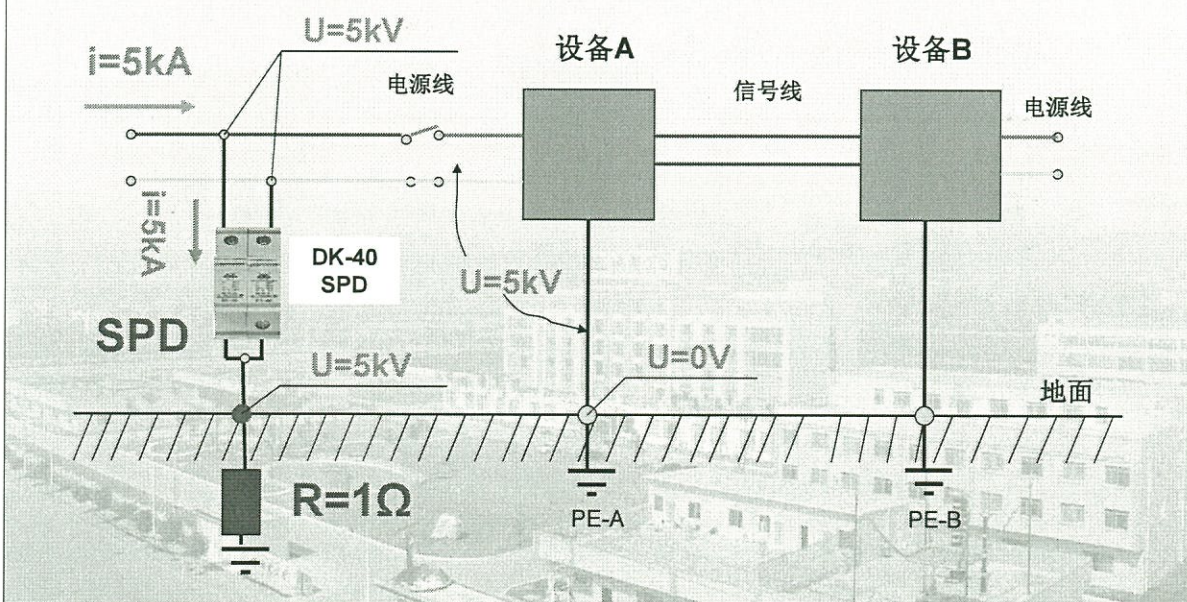 U=5kV
设备A
设备B
i=5kA
电源线
信号线
电源线
i=5kA
DK-40
SPD
U=5kV
SPD
U=5kV
U=0V
地面
R=1Ω
PE-A
PE-B